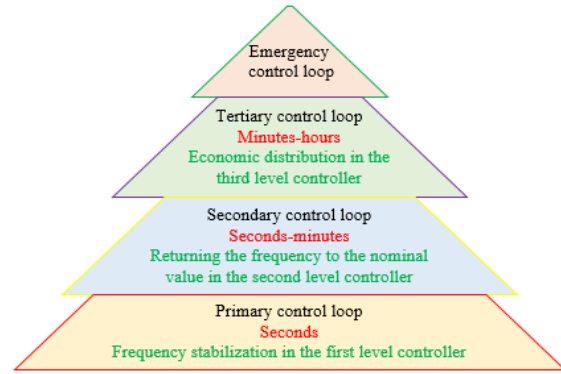 Emergency
control loop
Tertiary control loop
Minutes-hours
Economic distribution in the
third level controller
Secondary control loop
Seconds-minutes
Returning the frequency to the nominal
value in the second level controller
Primary control loop
Seconds
Frequency stabilization in the first level controller